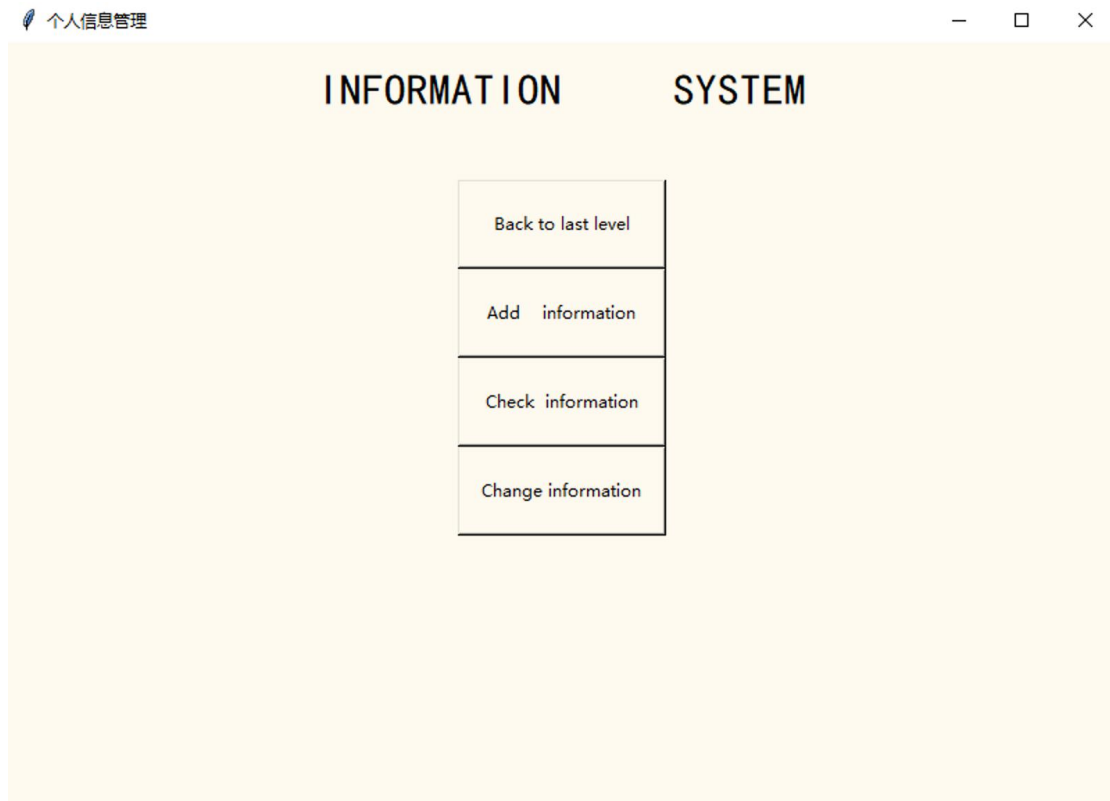 个人信息管理
INFORMATION SYSTEM
Back to last level
Add information
Check information
Change information